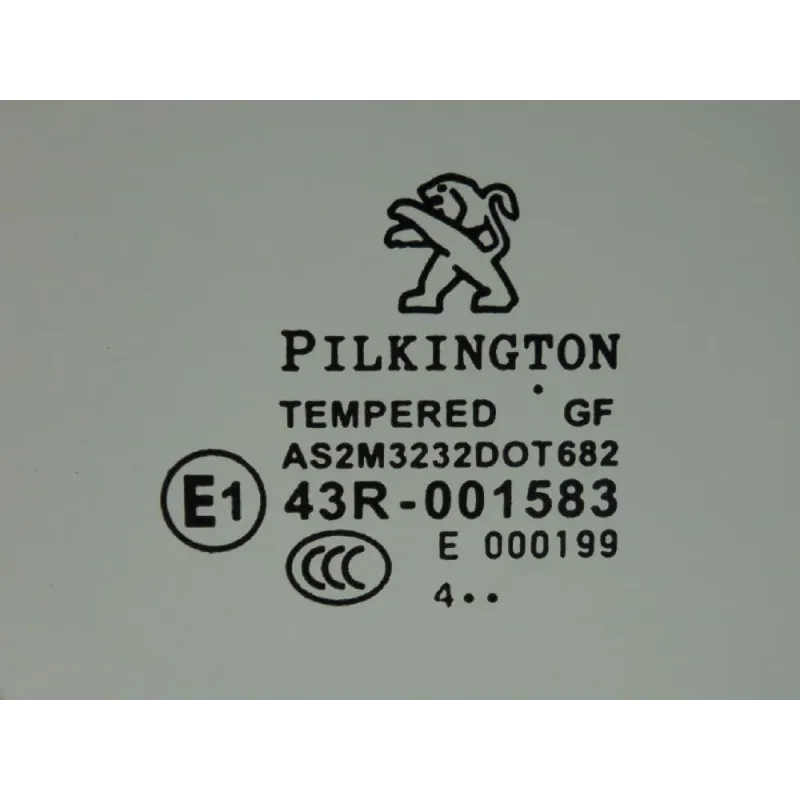 PILKINGTON
TEMPERED GF
AS2M3232DOT682
E1 43R-001583
CCC E 000199
4••